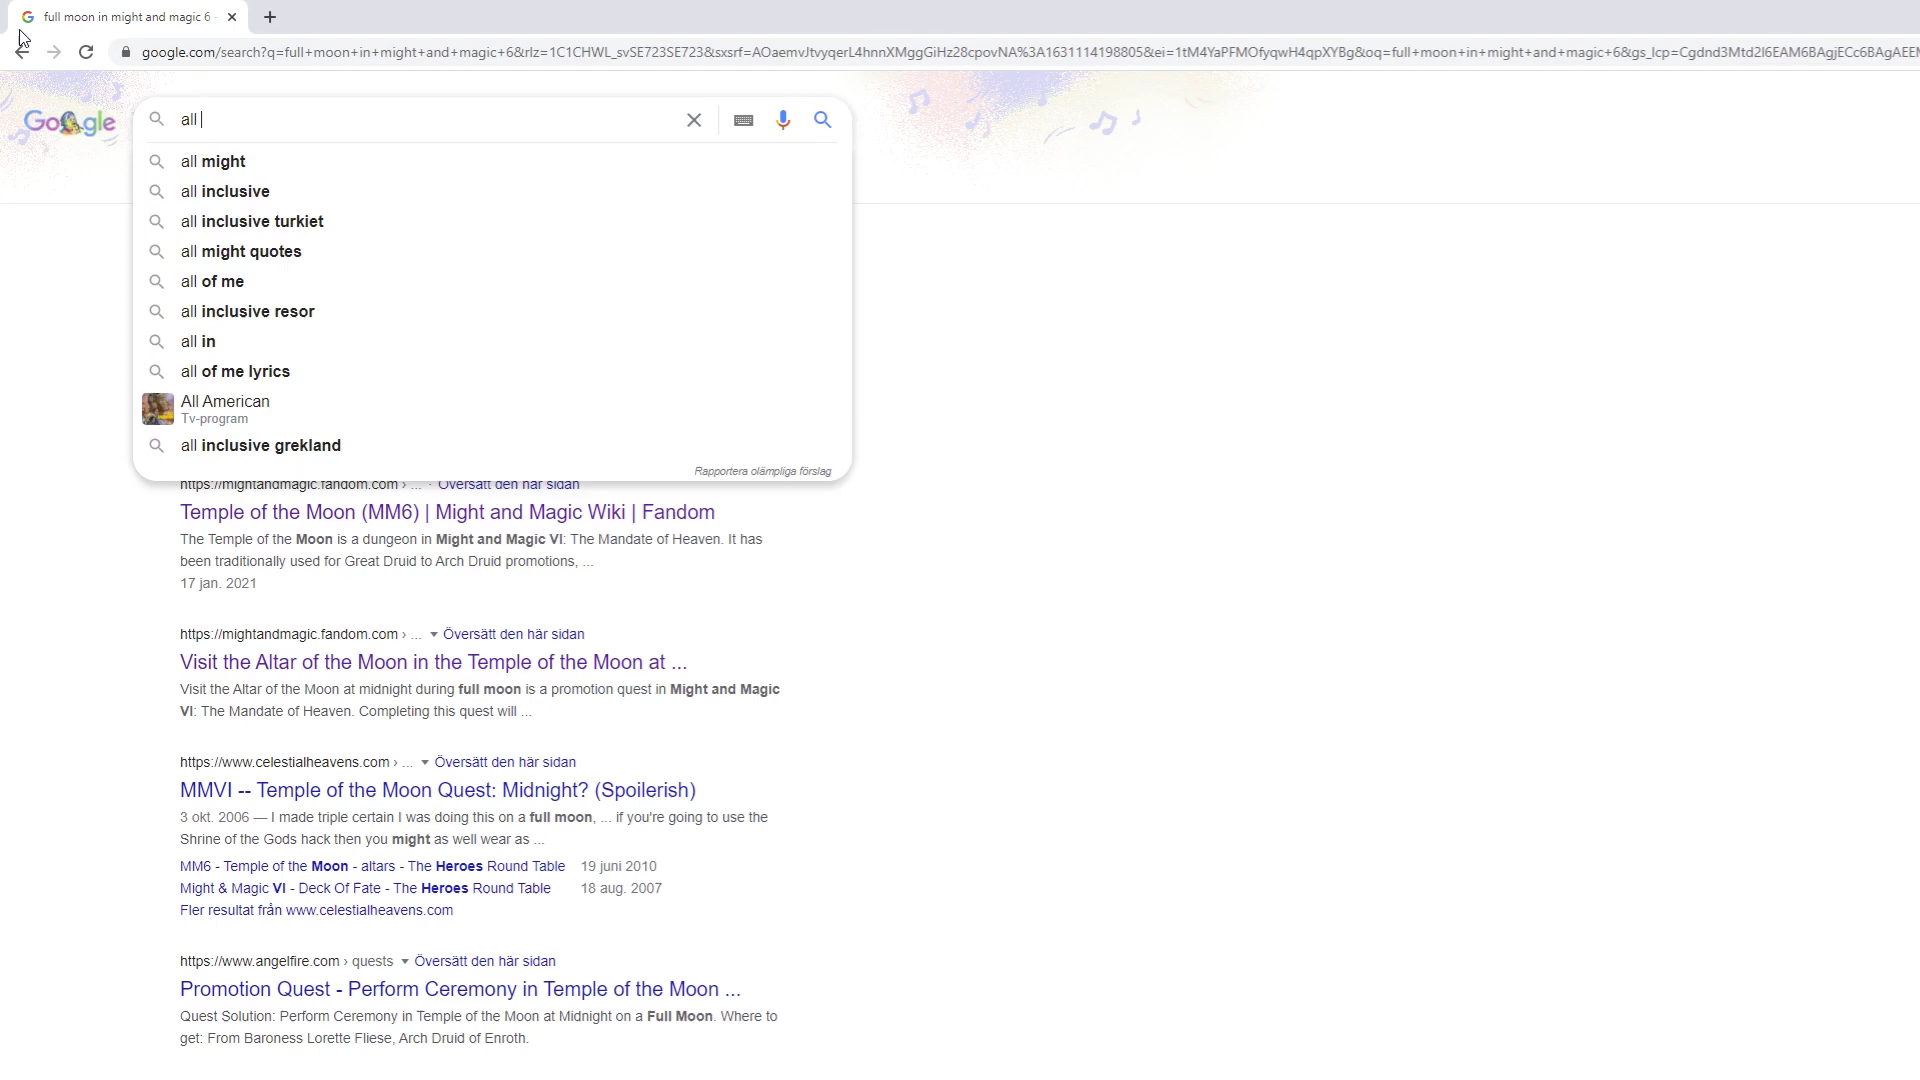 full moon in might and magic 6 -
google.com/search?q=full+moon+in+might+and+magic+6&rlz=1C1CHWL_svSE723SE723&sxsrf=AOaemvJtvyqerL4hnnXMggGiHz28cpovNA%3A1631114198805&ei=1tM4YaPFMOfyqwH4qpXYBg&oq=full+moon+in+might+and+magic+6&gs_lcp=Cgdnd3Mtd2l6EAM6BAgjECc6BAgAEEM
Google
all
all might
all inclusive
all inclusive turkiet
all might quotes
all of me
all inclusive resor
all in
all of me lyrics
All American
Tv-program
all inclusive grekland
Rapportera olämpliga förslag
https://mightandmagic.fandom.com › ... · Översätt den här sidan
Temple of the Moon (MM6) | Might and Magic Wiki | Fandom
The Temple of the Moon is a dungeon in Might and Magic VI: The Mandate of Heaven. It has
been traditionally used for Great Druid to Arch Druid promotions, ...
17 jan. 2021
https://mightandmagic.fandom.com › ... Översätt den här sidan
Visit the Altar of the Moon in the Temple of the Moon at ...
Visit the Altar of the Moon at midnight during full moon is a promotion quest in Might and Magic
VI: The Mandate of Heaven. Completing this quest will ...
https://www.celestialheavens.com › ... Översätt den här sidan
MMVI -- Temple of the Moon Quest: Midnight? (Spoilerish)
3 okt. 2006 — I made triple certain I was doing this on a full moon, ... if you're going to use the
Shrine of the Gods hack then you might as well wear as ...
MM6 - Temple of the Moon - altars - The Heroes Round Table 19 juni 2010
Might & Magic VI - Deck Of Fate - The Heroes Round Table 18 aug. 2007
Fler resultat från www.celestialheavens.com
https://www.angelfire.com › quests Översätt den här sidan
Promotion Quest - Perform Ceremony in Temple of the Moon ...
Quest Solution: Perform Ceremony in Temple of the Moon at Midnight on a Full Moon. Where to
get: From Baroness Lorette Fliese, Arch Druid of Enroth.